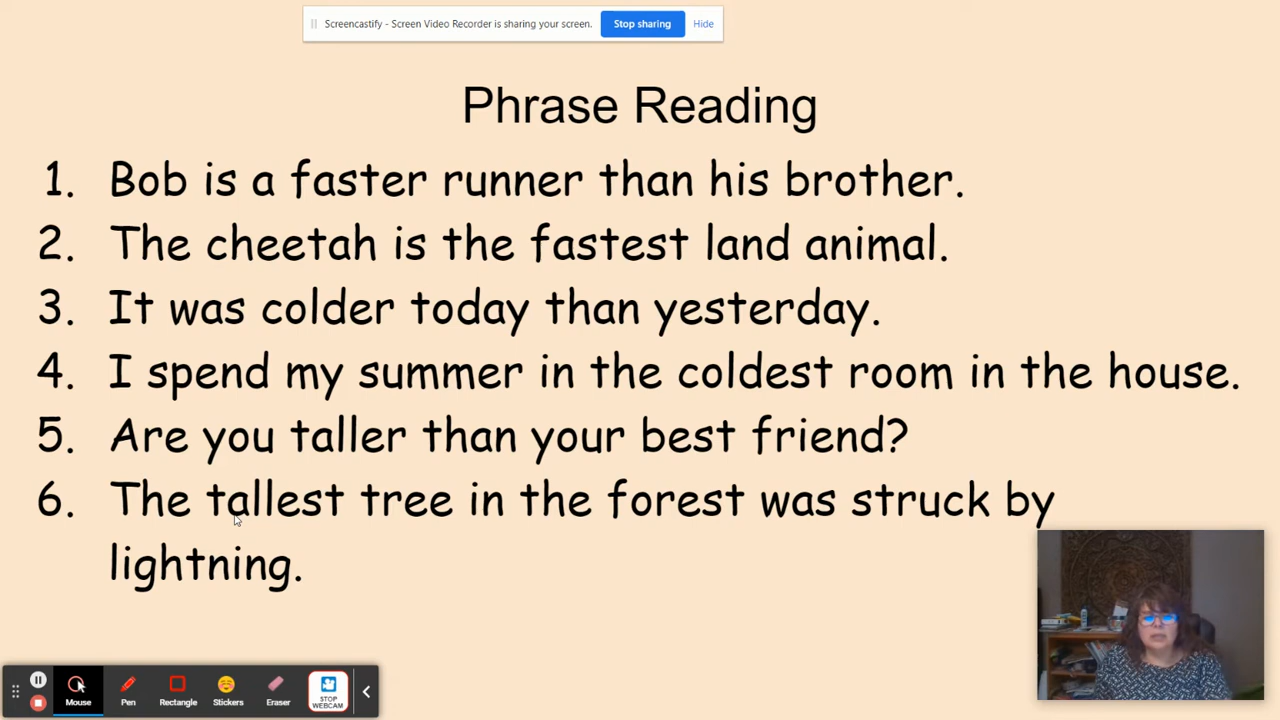 Screencastify - Screen Video Recorder is sharing your screen. Stop sharing Hide
Phrase Reading
1. Bob is a faster runner than his brother.
2. The cheetah is the fastest land animal.
3. It was colder today than yesterday.
4. I spend my summer in the coldest room in the house.
5. Are you taller than your best friend?
6. The tallest tree in the forest was struck by
lightning.
Mouse Pen Rectangle Stickers Eraser STOP
WEBCAM